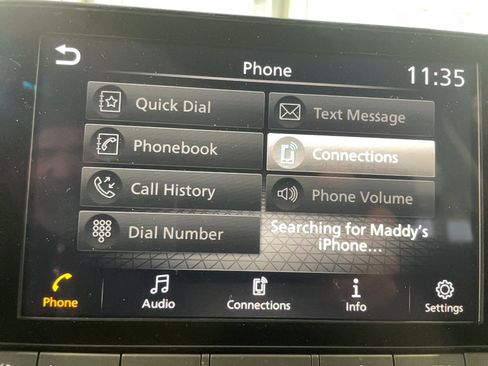 Phone
11:35
Quick Dial
Text Message
Phonebook
Connections
Call History
Phone Volume
Dial Number
Searching for Maddy's
iPhone...
Phone
Audio
Connections
Info
Settings